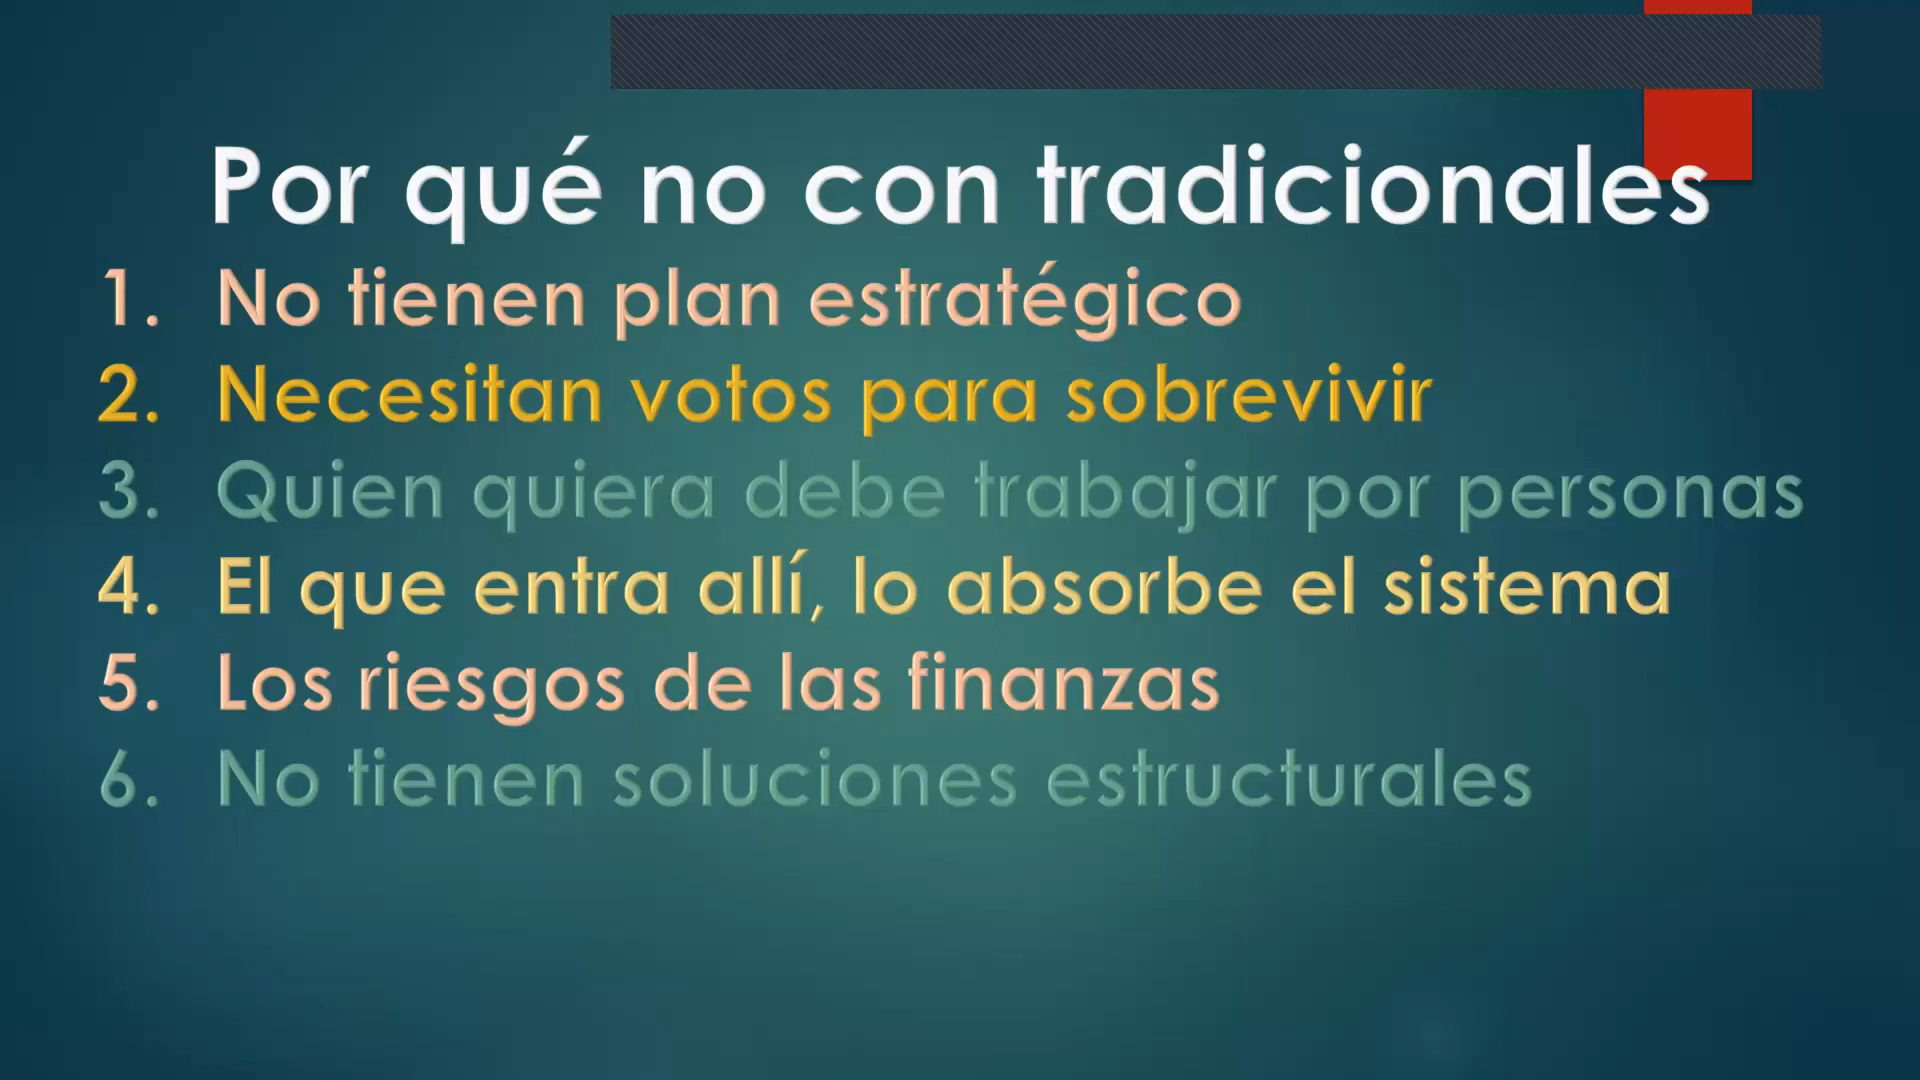 Por qué no con tradicionales
1. No tienen plan estratégico
2. Necesitan votos para sobrevivir
3. Quien quiera debe trabajar por personas
4. El que entra allí, lo absorbe el sistema
5. Los riesgos de las finanzas
6. No tienen soluciones estructurales